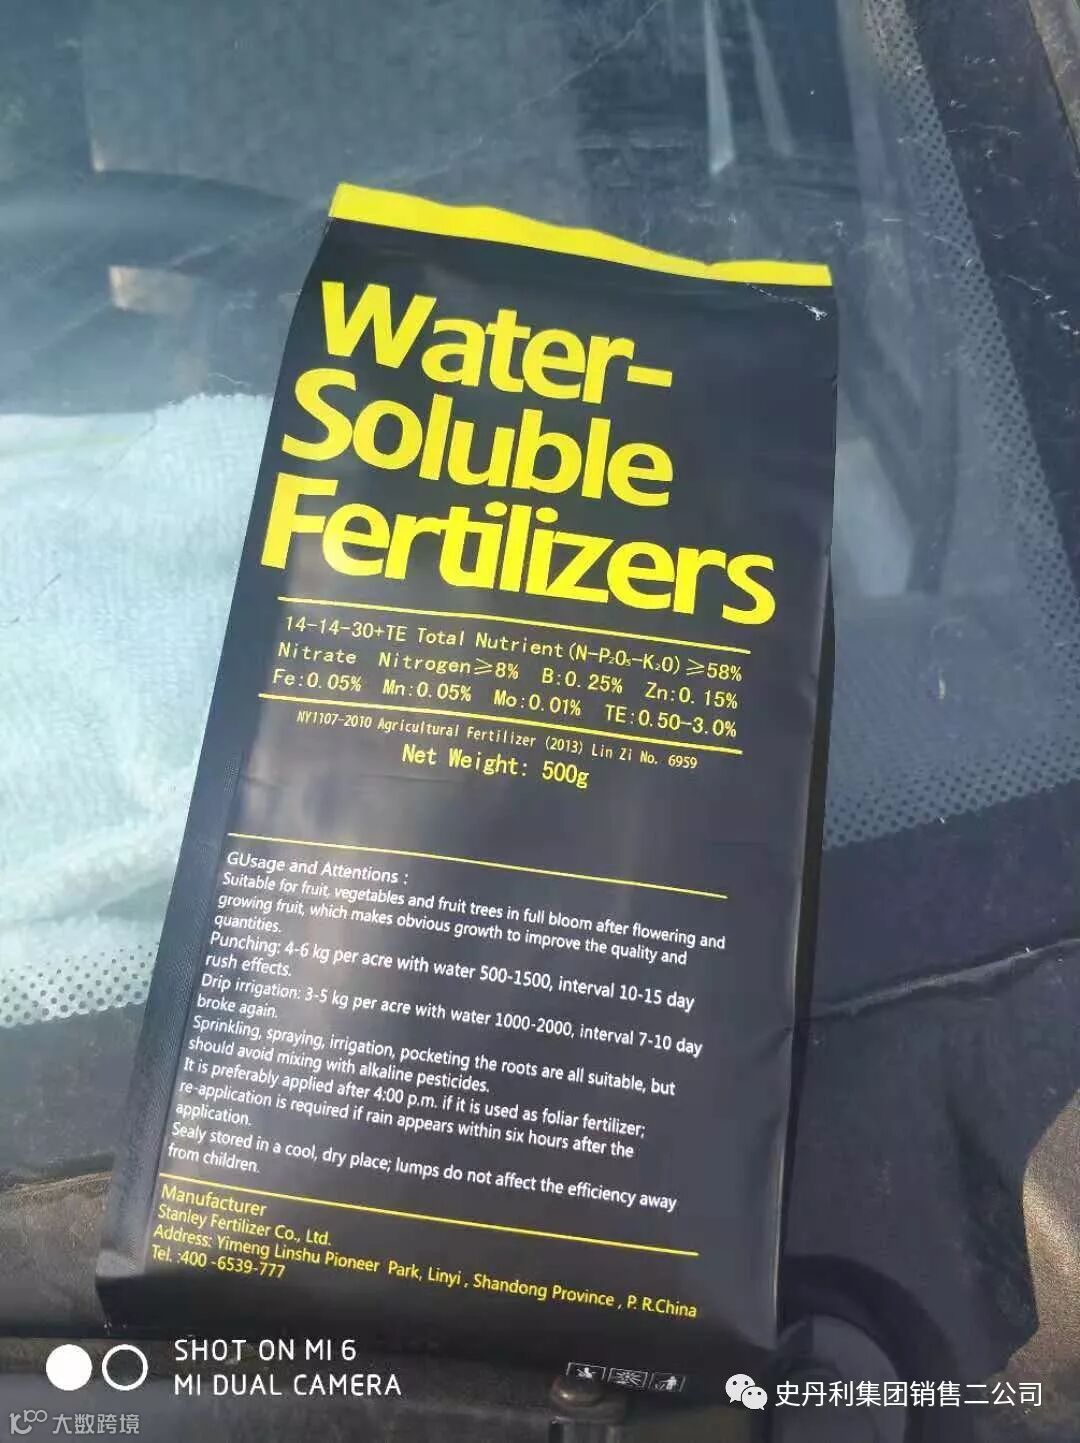 Water-
Soluble
Fertilizers
14-14-30+TE Total Nutrient(N-P₂O₅-K₂O)≥58%
Nitrate Nitrogen≥8% B:0.25% Zn:0.15%
Fe:0.05% Mn:0.05% Mo:0.01% TE:0.50-3.0%
NY1107-2010 Agricultural Fertilizer (2013) Lin Zi No. 6959
Net Weight: 500g
GUsage and Attentions :
Suitable for fruit, vegetables and fruit trees in full bloom after flowering and
growing fruit, which makes obvious growth to improve the quality and
quantities.
Punching: 4-6 kg per acre with water 500-1500, interval 10-15 day
rush effects.
Drip irrigation: 3-5 kg per acre with water 1000-2000, interval 7-10 day
broke again.
Sprinkling, spraying, irrigation, pocketing the roots are all suitable, but
should avoid mixing with alkaline pesticides.
It is preferably applied after 4:00 p.m. if it is used as foliar fertilizer;
re-application is required if rain appears within six hours after the
application.
Sealy stored in a cool, dry place; lumps do not affect the efficiency away
from children.
Manufacturer
Stanley Fertilizer Co., Ltd.
Address: Yimeng Linshu Pioneer Park, Linyi , Shandong Province , P. R.China
Tel. :400 -6539-777
SHOT ON MI 6
MI DUAL CAMERA
史丹利集团销售二公司
大数跨境